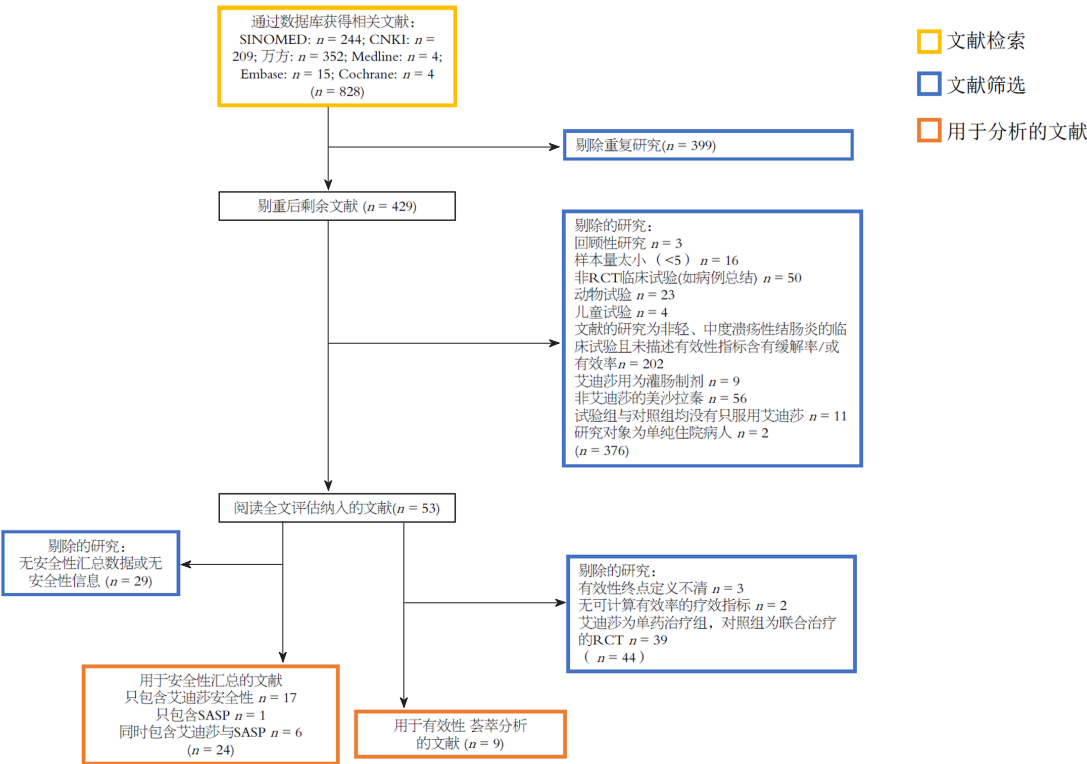 通过数据库获得相关文献：
SINOMED: n = 244; CNKI: n =
209; 万方: n = 352; Medline: n = 4;
Embase: n = 15; Cochrane: n = 4
(n = 828)
文献检索
文献筛选
用于分析的文献
剔除重复研究(n = 399)
剔重后剩余文献 (n = 429)
剔除的研究：
回顾性研究 n = 3
样本量太小（<5） n = 16
非RCT临床试验(如病例总结) n = 50
动物试验 n = 23
儿童试验 n = 4
文献的研究为非轻、中度溃疡性结肠炎的临
床试验且未描述有效性指标含有缓解率/或
有效率n = 202
艾迪莎用为灌肠制剂 n = 9
非艾迪莎的美沙拉秦 n = 56
试验组与对照组均没有只服用艾迪莎 n = 11
研究对象为单纯住院病人 n = 2
(n = 376)
阅读全文评估纳入的文献(n = 53)
剔除的研究：
无安全性汇总数据或无
安全性信息 (n = 29)
剔除的研究：
有效性终点定义不清 n = 3
无可计算有效率的疗效指标 n = 2
艾迪莎为单药治疗组，对照组为联合治疗
的RCT n = 39
（ n = 44）
用于安全性汇总的文献
只包含艾迪莎安全性 n = 17
只包含SASP n = 1
同时包含艾迪莎与SASP n = 6
(n = 24)
用于有效性 荟萃分析
的文献 (n = 9)